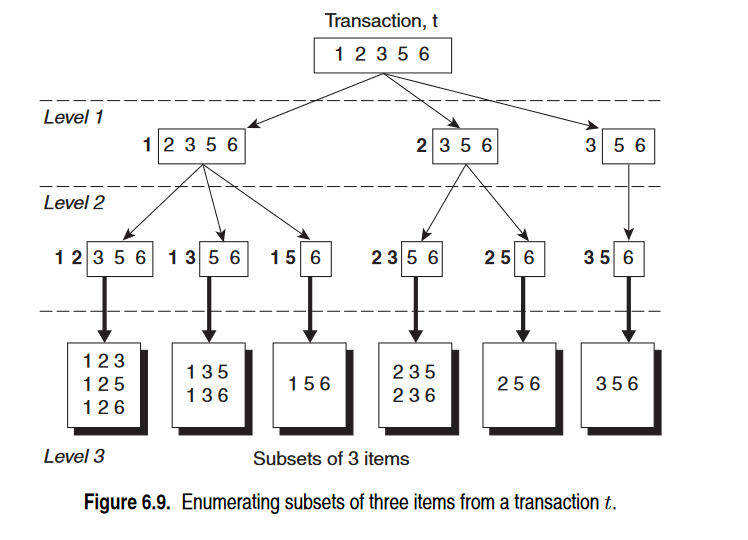 Transaction, t
1 2 3 5 6
Level 1
1 2 3 5 6
2 3 5 6
3 5 6
Level 2
1 2 3 5 6
1 3 5 6
1 5 6
2 3 5 6
2 5 6
3 5 6
1 2 3
1 2 5
1 2 6
1 3 5
1 3 6
1 5 6
2 3 5
2 3 6
2 5 6
3 5 6
Level 3
Subsets of 3 items
Figure 6.9. Enumerating subsets of three items from a transaction t.